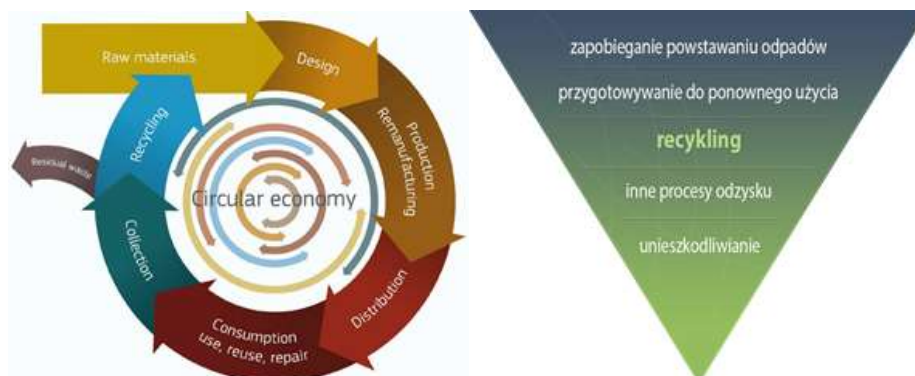 Raw materials
Design
Production
Remanufacturing
Distribution
Consumption
use, reuse, repair
Collection
Recycling
Residual waste
Circular economy
zapobieganie powstawaniu odpadów
przygotowywanie do ponownego użycia
recykling
inne procesy odzysku
unieszkodliwianie